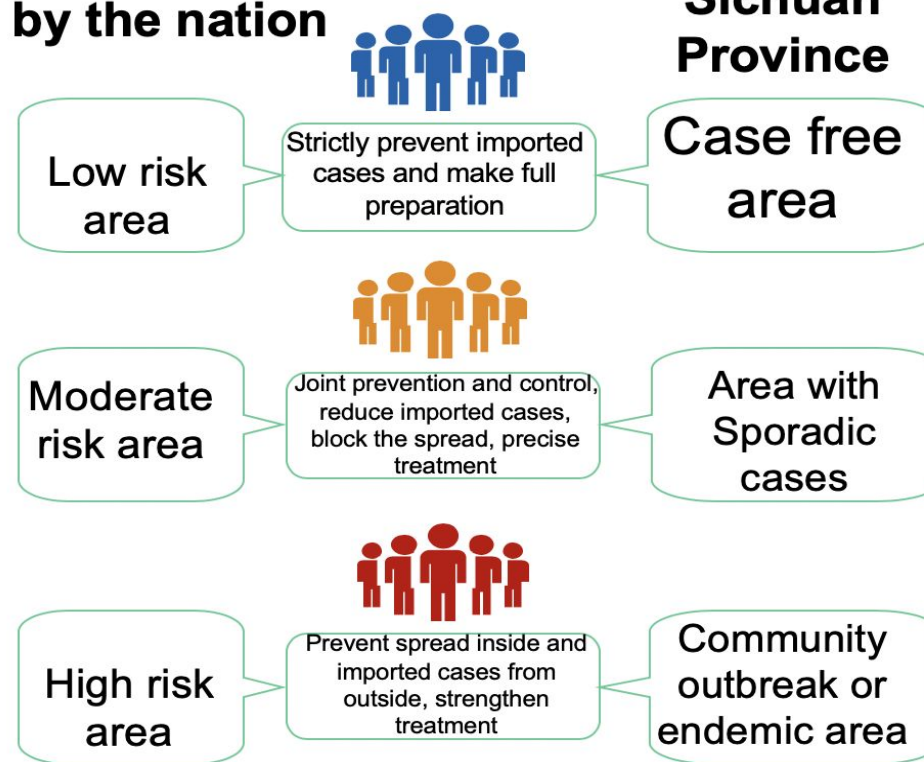 by the nation
Sichuan
Province
Low risk
area
Strictly prevent imported
cases and make full
preparation
Case free
area
Moderate
risk area
Joint prevention and control,
reduce imported cases,
block the spread, precise
treatment
Area with
Sporadic
cases
High risk
area
Prevent spread inside and
imported cases from
outside, strengthen
treatment
Community
outbreak or
endemic area